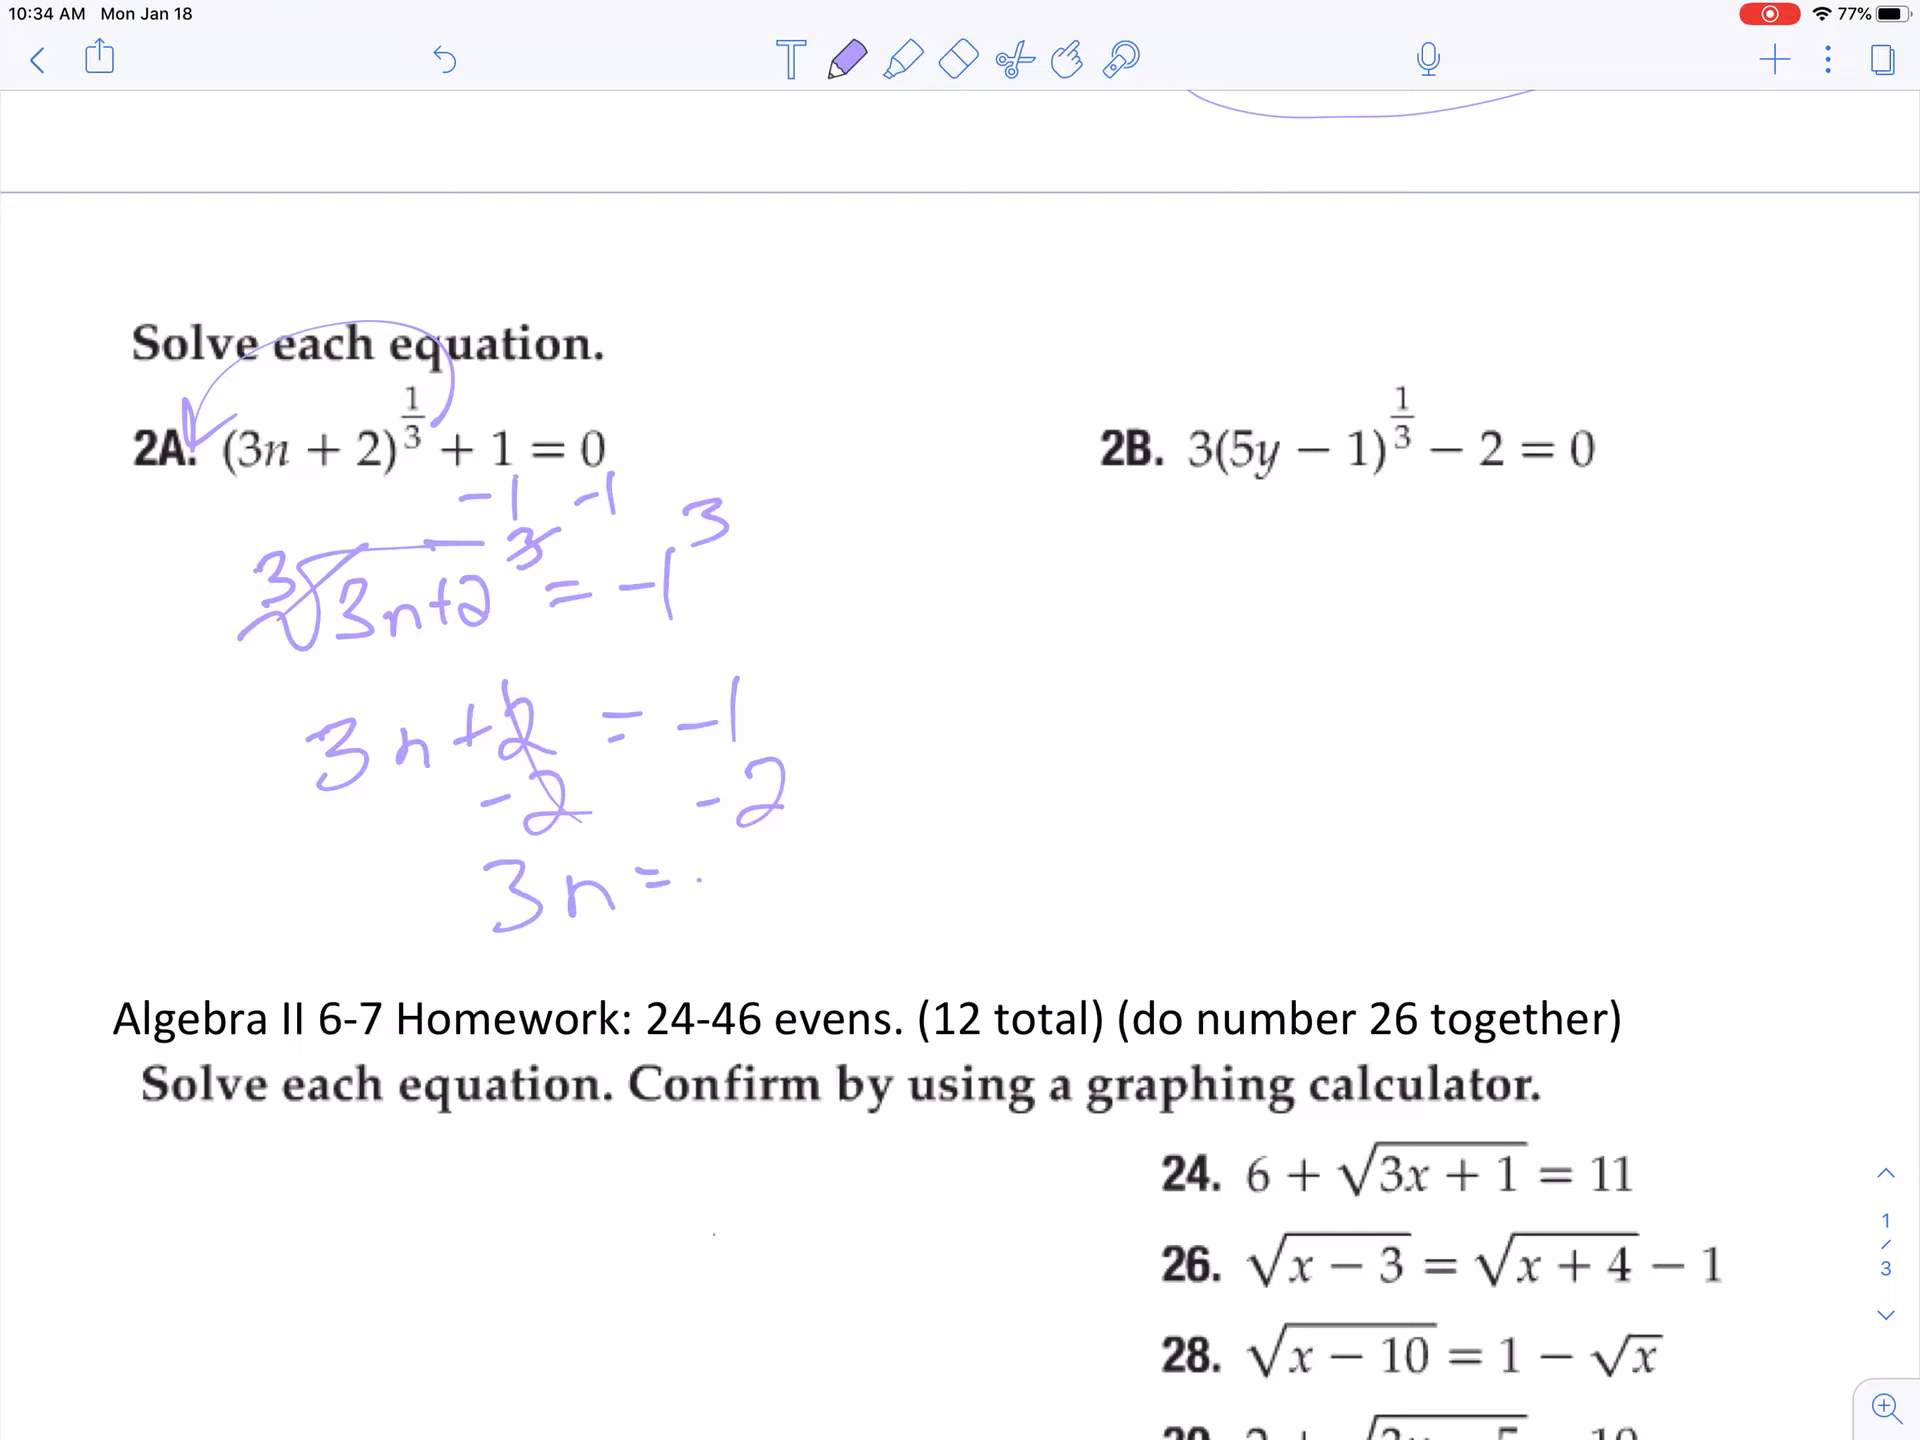 10:34 AM Mon Jan 18
77%
Solve each equation.
2A. (3n + 2)^{1/3} + 1 = 0
2B. 3(5y − 1)^{1/3} − 2 = 0
-1 -1
∛(3n+2)^3 = -1^3
3n+2 = -1
-2 -2
3n = .
Algebra II 6-7 Homework: 24-46 evens. (12 total) (do number 26 together)
Solve each equation. Confirm by using a graphing calculator.
24. 6 + √(3x + 1) = 11
26. √(x − 3) = √(x + 4) − 1
28. √(x − 10) = 1 − √x
1/3